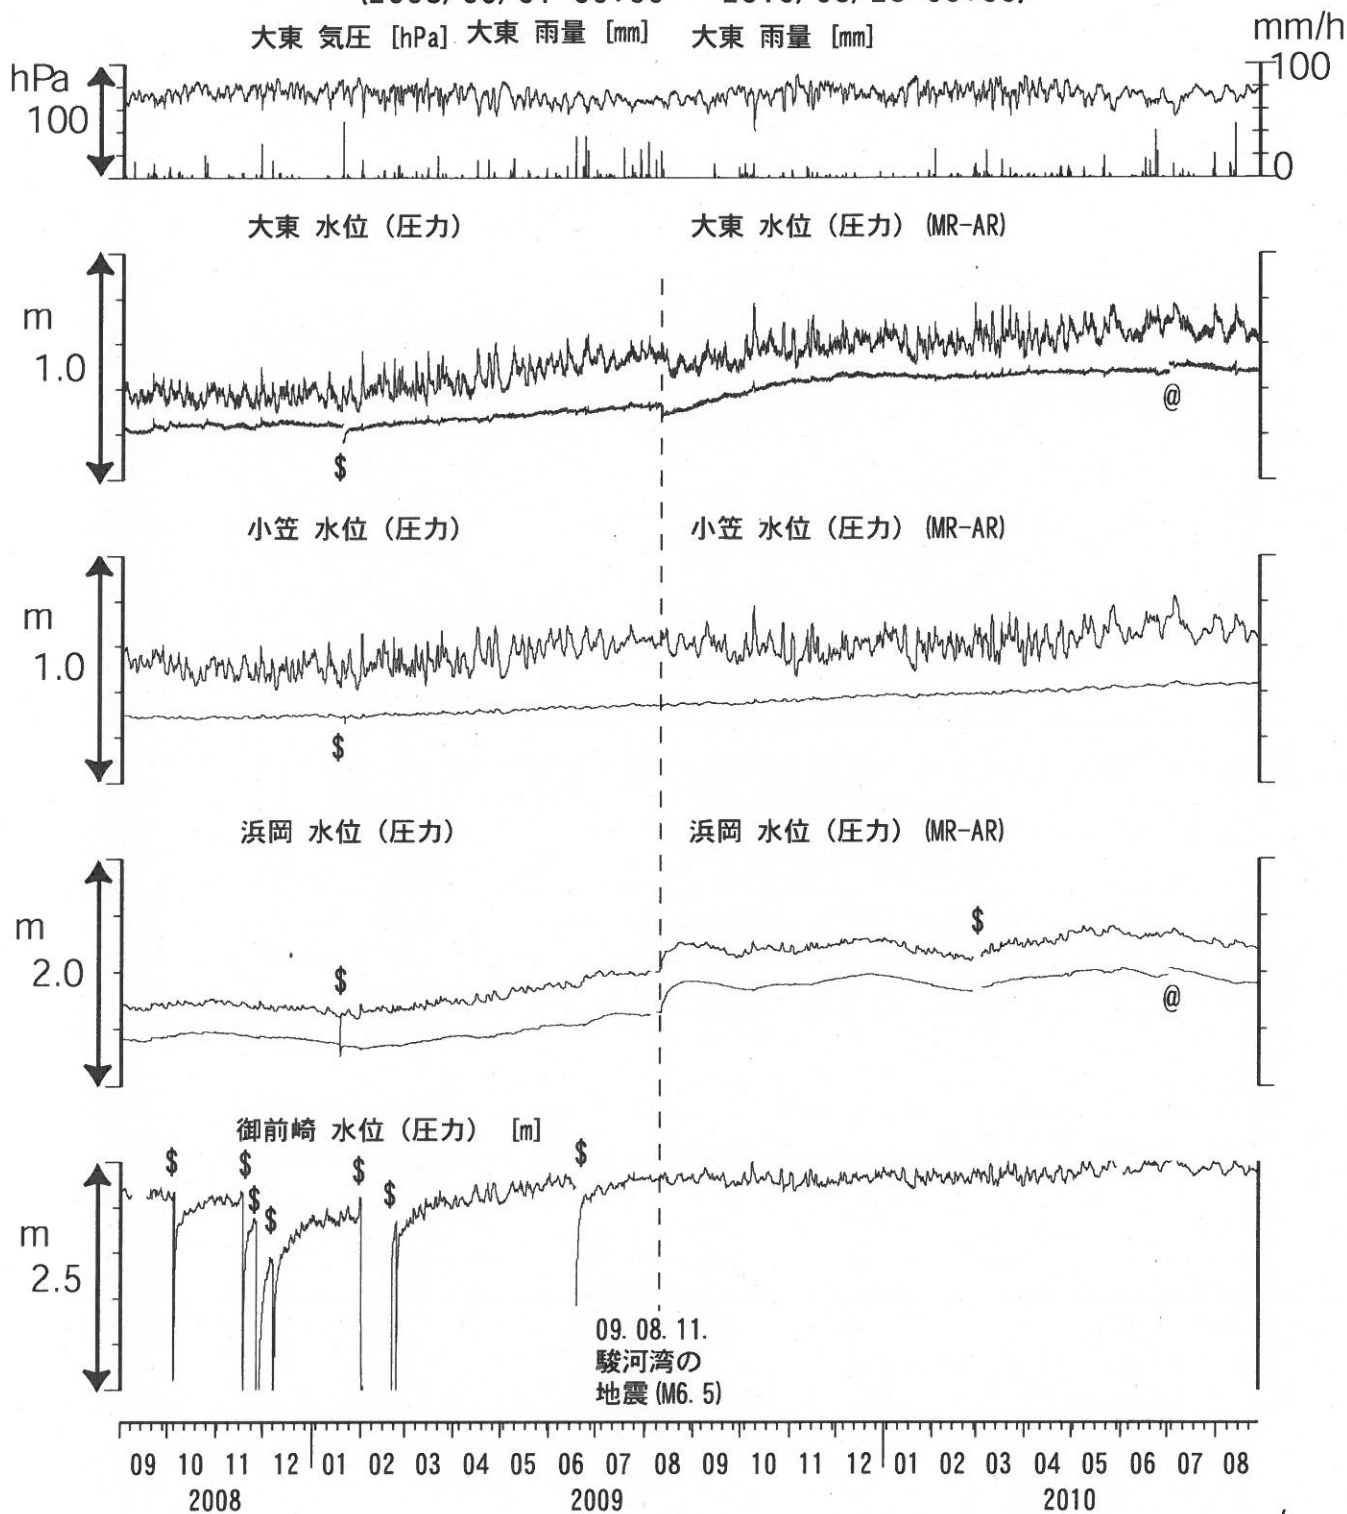 大東 気圧 [hPa] 大東 雨量 [mm] 大東 雨量 [mm]
mm/h
hPa
100
100
0
大東 水位（圧力） 大東 水位（圧力）(MR-AR)
m
1.0
@
$
小笠 水位（圧力） 小笠 水位（圧力）(MR-AR)
m
1.0
$
浜岡 水位（圧力） 浜岡 水位（圧力）(MR-AR)
m
2.0
$
$
@
御前崎 水位（圧力） [m]
$ $ $ $ $ $ $
m
2.5
09.08.11.
駿河湾の
地震(M6.5)
09 10 11 12 01 02 03 04 05 06 07 08 09 10 11 12 01 02 03 04 05 06 07 08
2008 2009 2010